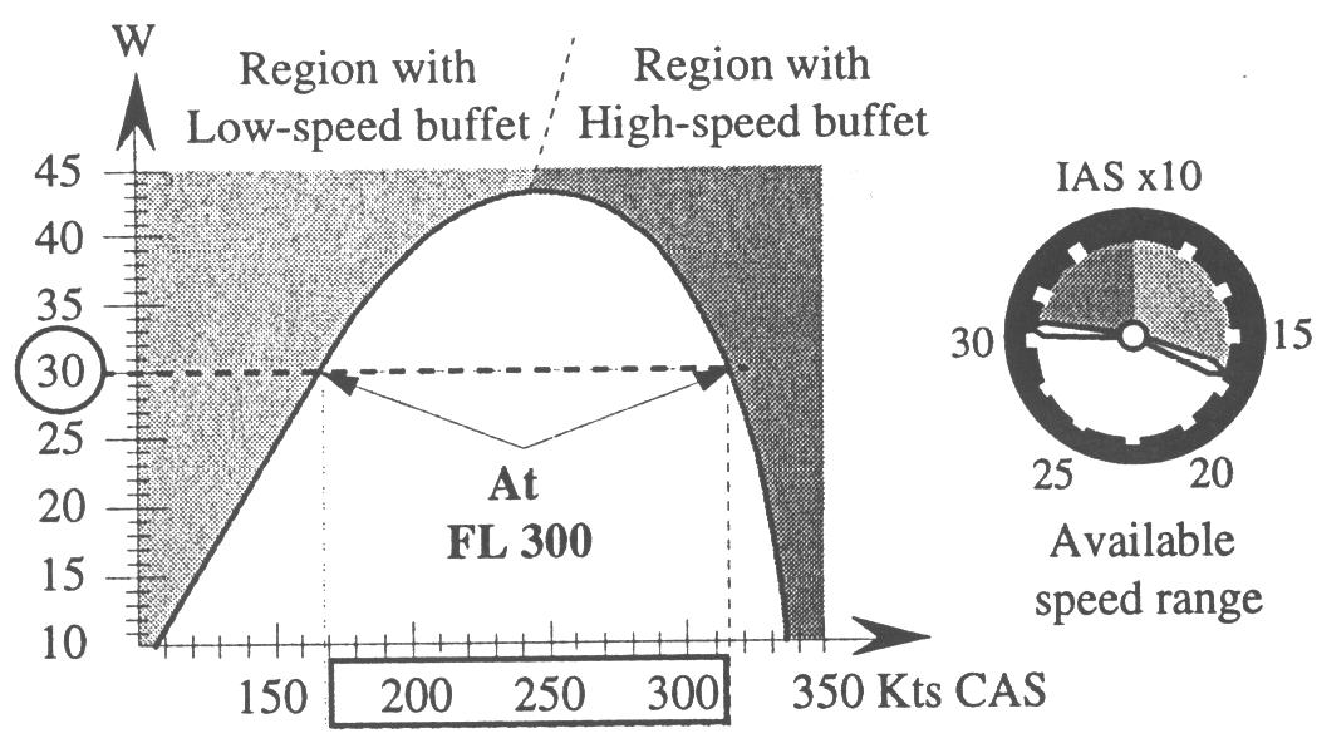 W
Region with
Low-speed buffet
Region with
High-speed buffet
45
40
35
30
25
20
15
10
At
FL 300
150 200 250 300 350 Kts CAS
IAS x10
30 15
25 20
Available
speed range